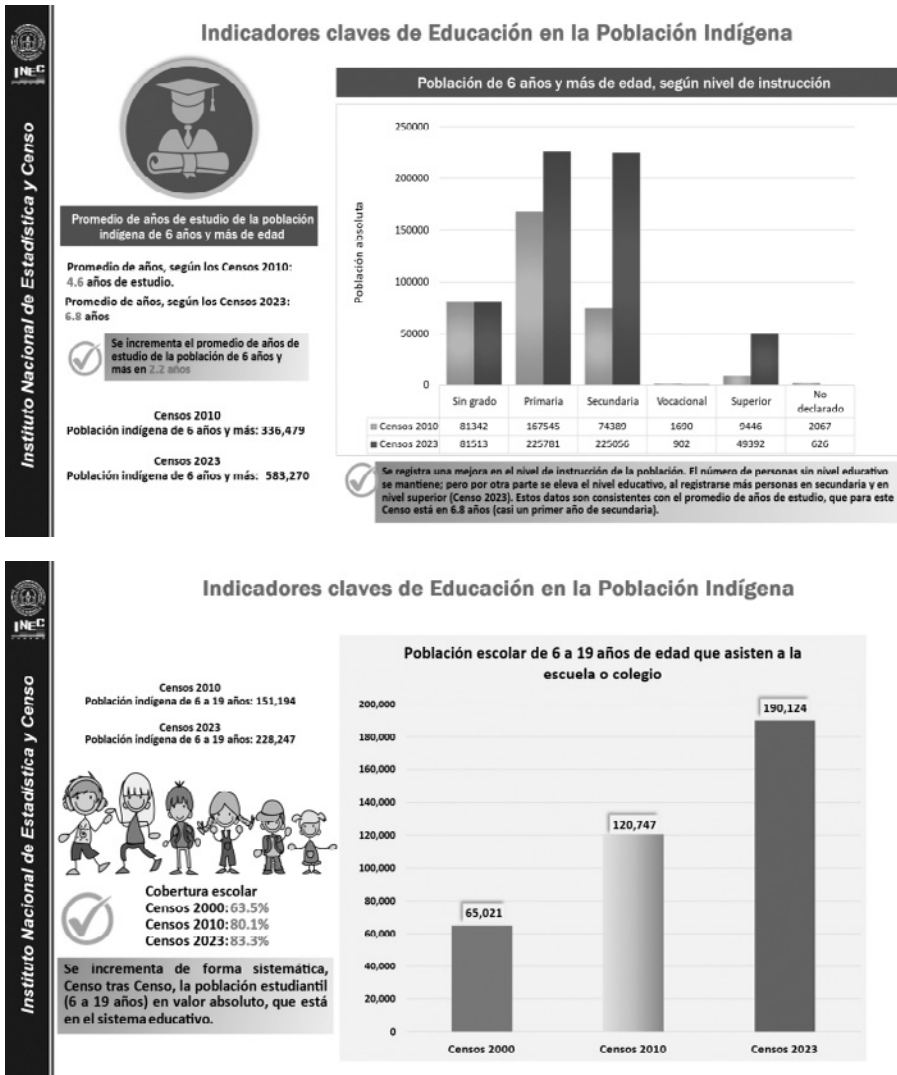 Indicadores claves de Educación en la Población Indígena
INEC
Instituto Nacional de Estadística y Censo
Promedio de años de estudio de la población
indígena de 6 años y más de edad
Promedio de años, según los Censos 2010:
4.6 años de estudio.
Promedio de años, según los Censos 2023:
6.8 años
Se incrementa el promedio de años de
estudio de la población de 6 años y
mas en 2.2 años
Censos 2010
Población indígena de 6 años y más: 336,479
Censos 2023
Población indígena de 6 años y más: 583,270
Población de 6 años y más de edad, según nivel de instrucción
Población absoluta
250000
200000
150000
100000
50000
0
Sin grado Primaria Secundaria Vocacional Superior No declarado
Censos 2010 81342 167545 74389 1690 9446 2067
Censos 2023 81513 225781 225056 902 49392 626
Se registra una mejora en el nivel de instrucción de la población. El número de personas sin nivel educativo
se mantiene; pero por otra parte se eleva el nivel educativo, al registrarse más personas en secundaria y en
nivel superior (Censo 2023). Estos datos son consistentes con el promedio de años de estudio, que para este
Censo está en 6.8 años (casi un primer año de secundaria).
Indicadores claves de Educación en la Población Indígena
INEC
Instituto Nacional de Estadística y Censo
Censos 2010
Población indígena de 6 a 19 años: 151,194
Censos 2023
Población indígena de 6 a 19 años: 228,247
Cobertura escolar
Censos 2000: 63.5%
Censos 2010: 80.1%
Censos 2023: 83.3%
Se incrementa de forma sistemática,
Censo tras Censo, la población estudiantil
(6 a 19 años) en valor absoluto, que está
en el sistema educativo.
Población escolar de 6 a 19 años de edad que asisten a la
escuela o colegio
200,000
180,000
160,000
140,000
120,000
100,000
80,000
60,000
40,000
20,000
0
65,021
120,747
190,124
Censos 2000 Censos 2010 Censos 2023